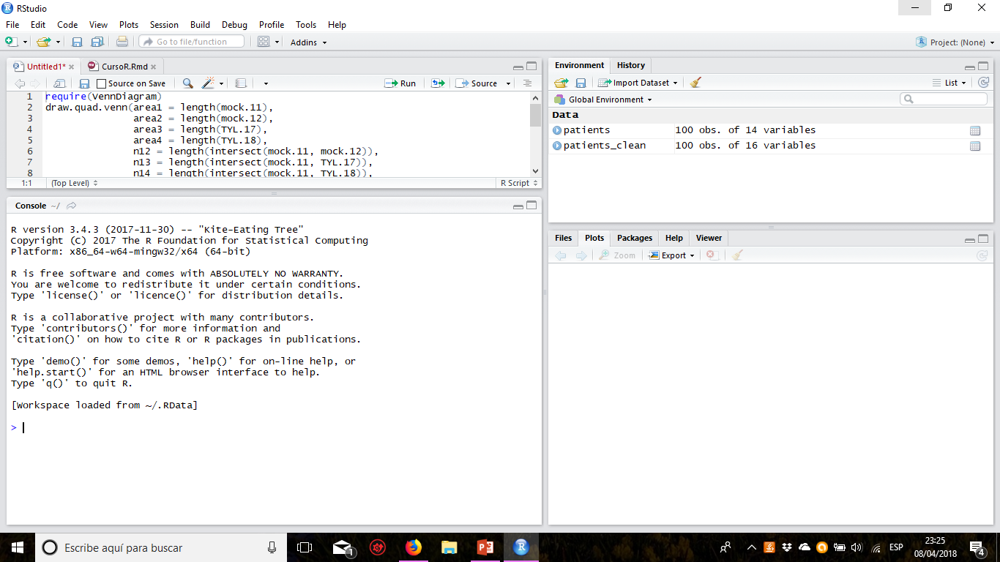 RStudio
File Edit Code View Plots Session Build Debug Profile Tools Help
Go to file/function Addins Project: (None)
Untitled1* CursoR.Rmd
Source on Save Run Source
1 require(VennDiagram)
2 draw.quad.venn(area1 = length(mock.11),
3 area2 = length(mock.12),
4 area3 = length(TYL.17),
5 area4 = length(TYL.18),
6 n12 = length(intersect(mock.11, mock.12)),
7 n13 = length(intersect(mock.11, TYL.17)),
8 n14 = length(intersect(mock.11, TYL.18)),
1:1 (Top Level) R Script
Console ~/
R version 3.4.3 (2017-11-30) -- "Kite-Eating Tree"
Copyright (C) 2017 The R Foundation for Statistical Computing
Platform: x86_64-w64-mingw32/x64 (64-bit)
R is free software and comes with ABSOLUTELY NO WARRANTY.
You are welcome to redistribute it under certain conditions.
Type 'license()' or 'licence()' for distribution details.
R is a collaborative project with many contributors.
Type 'contributors()' for more information and
'citation()' on how to cite R or R packages in publications.
Type 'demo()' for some demos, 'help()' for on-line help, or
'help.start()' for an HTML browser interface to help.
Type 'q()' to quit R.
[Workspace loaded from ~/.RData]
>
Environment History
Import Dataset List
Global Environment
Data
patients 100 obs. of 14 variables
patients_clean 100 obs. of 16 variables
Files Plots Packages Help Viewer
Zoom Export
Escribe aquí para buscar
1
ESP
23:25
08/04/2018
4